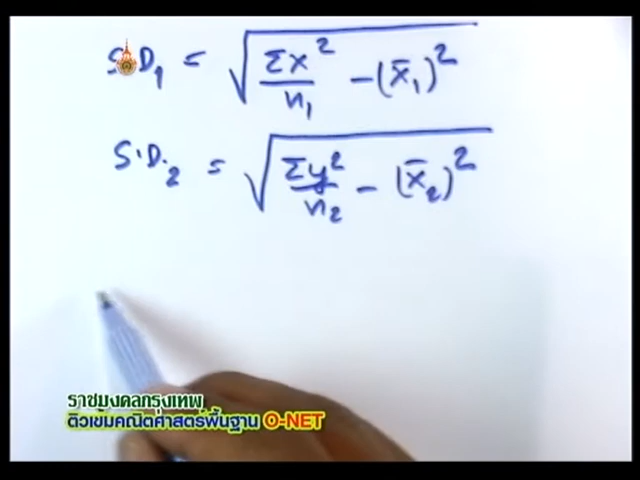 S.D₁ = √(Σx²/n₁ - (x̄₁)²)
S.D.₂ = √(Σy²/n₂ - (x̄₂)²)
ราชมงคลกรุงเทพ
ติวเข้มคณิตศาสตร์พื้นฐาน O-NET